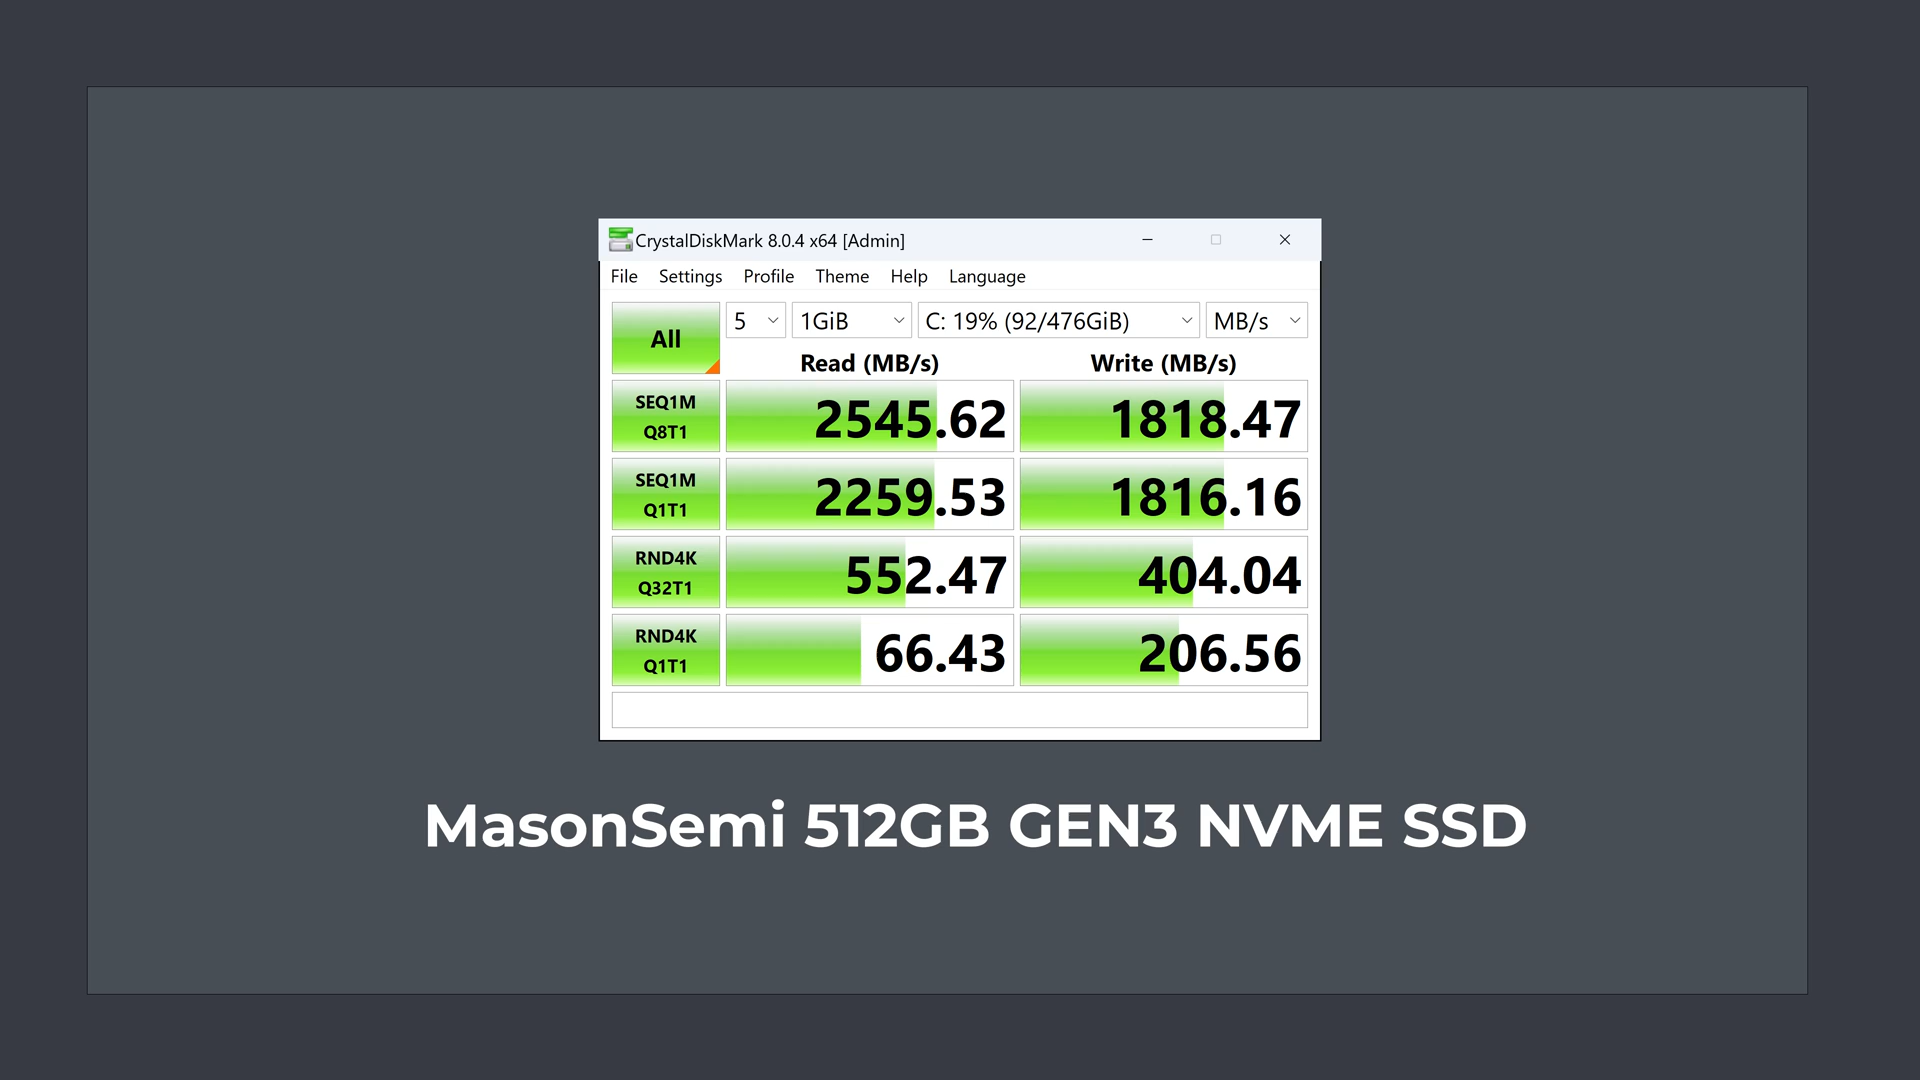 CrystalDiskMark 8.0.4 x64 [Admin]
File Settings Profile Theme Help Language
All 5 1GiB C: 19% (92/476GiB) MB/s
Read (MB/s) Write (MB/s)
SEQ1M
Q8T1 2545.62 1818.47
SEQ1M
Q1T1 2259.53 1816.16
RND4K
Q32T1 552.47 404.04
RND4K
Q1T1 66.43 206.56
MasonSemi 512GB GEN3 NVME SSD